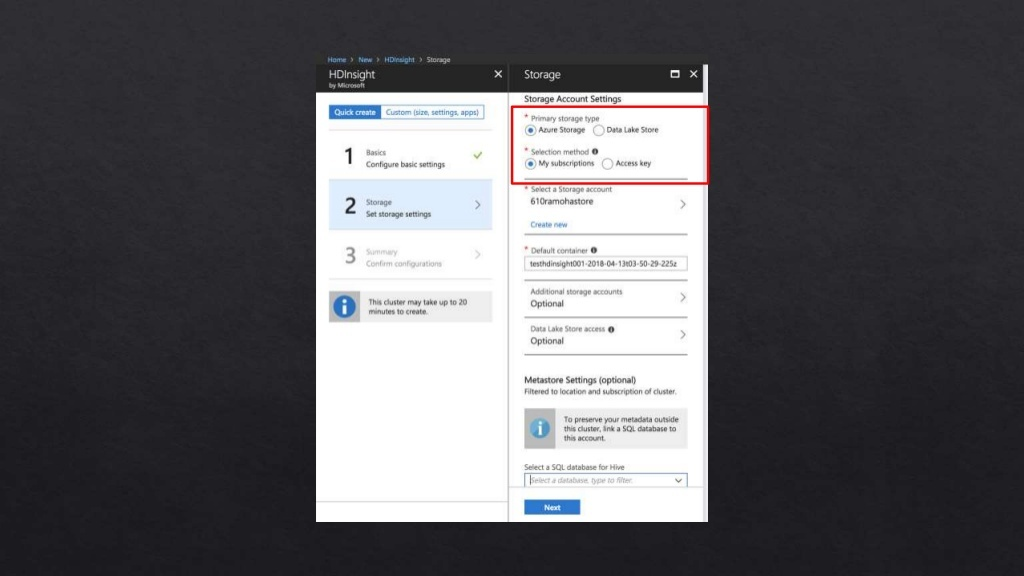 Home > New > HDInsight > Storage
HDInsight
by Microsoft
Quick create Custom (size, settings, apps)
1 Basics
Configure basic settings
2 Storage
Set storage settings
3 Summary
Confirm configurations
This cluster may take up to 20
minutes to create.
Storage
Storage Account Settings
* Primary storage type
Azure Storage Data Lake Store
* Selection method
My subscriptions Access key
* Select a Storage account
610ramohastore
Create new
* Default container
testhdinsight001-2018-04-13t03-50-29-225z
Additional storage accounts
Optional
Data Lake Store access
Optional
Metastore Settings (optional)
Filtered to location and subscription of cluster.
To preserve your metadata outside
this cluster, link a SQL database to
this account.
Select a SQL database for Hive
Select a database, type to filter
Next